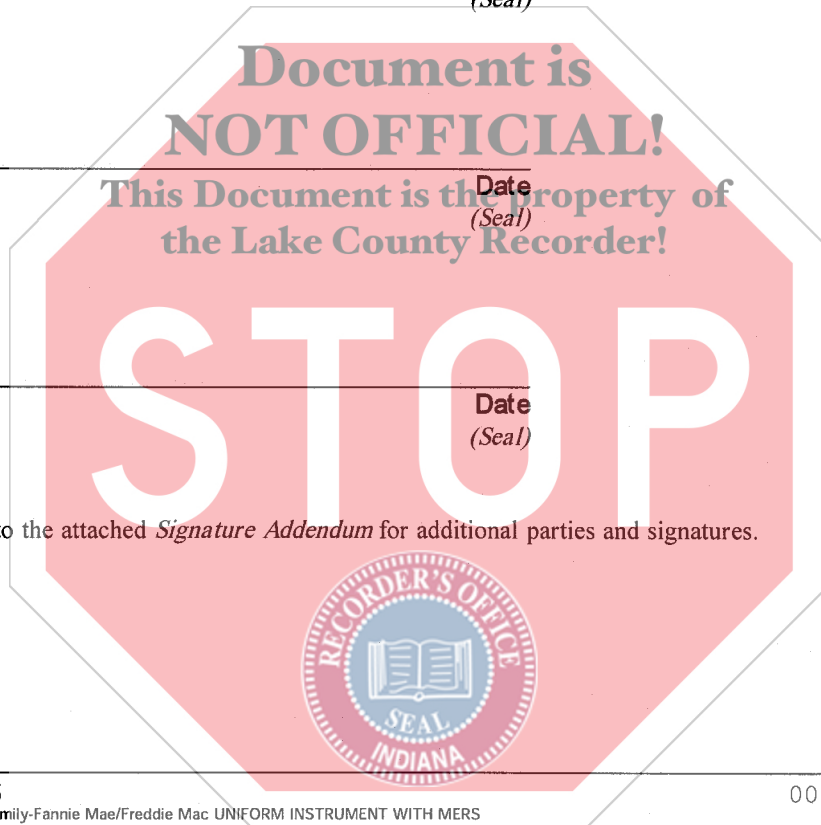 (Seal)
Document is
NOT OFFICIAL!
Date
This Document is the property of
(Seal)
the Lake County Recorder!
STOP
Date
(Seal)
to the attached Signature Addendum for additional parties and signatures.
RECORDER'S OFFICE
SEAL
INDIANA
00
mily-Fannie Mae/Freddie Mac UNIFORM INSTRUMENT WITH MERS